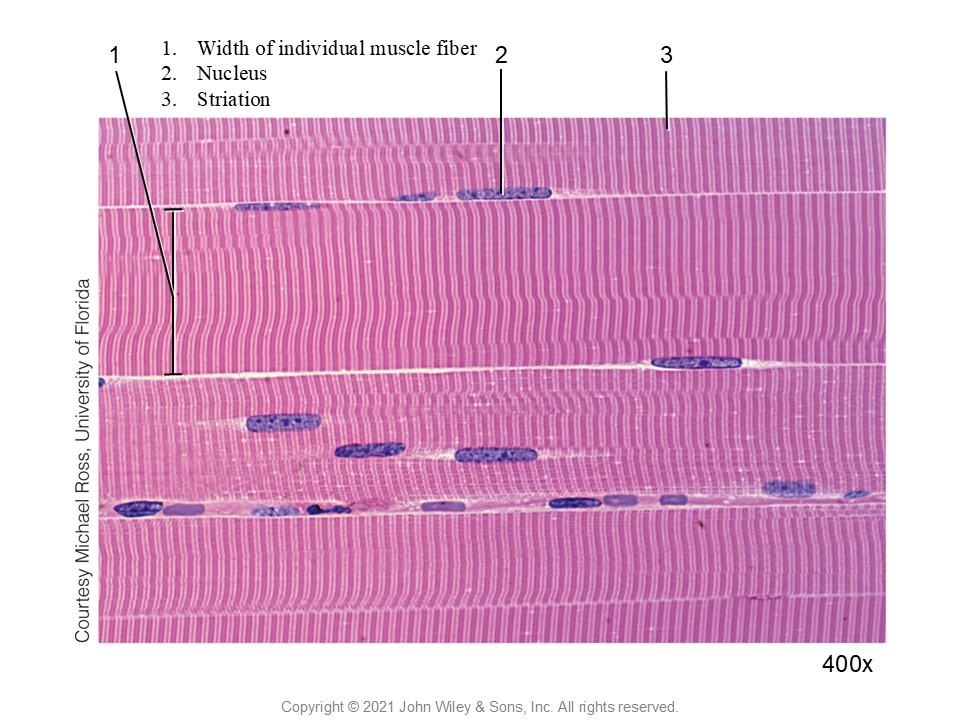 1
1. Width of individual muscle fiber
2. Nucleus
3. Striation
2
3
Courtesy Michael Ross, University of Florida
400x
Copyright © 2021 John Wiley & Sons, Inc. All rights reserved.